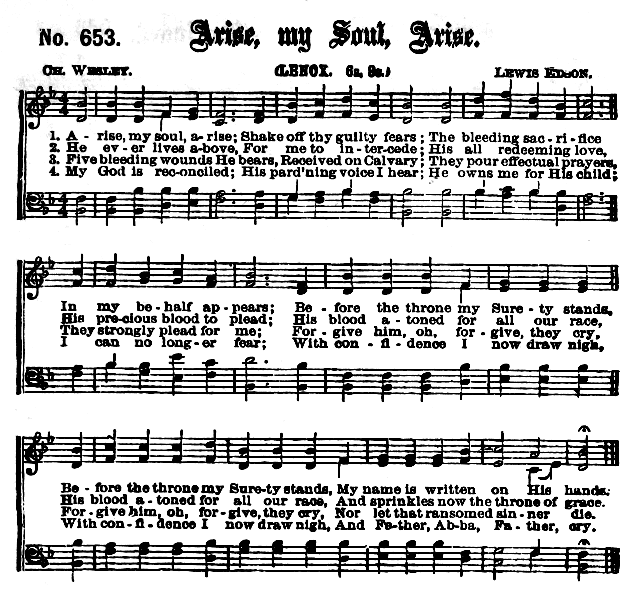 No. 653. Arise, my Soul, Arise.
CH. WESLEY. (LENOX. 6s, 8s.) LEWIS EDSON.
1. A - rise, my soul, a- rise; Shake off thy guilty fears; The bleeding sac - ri - fice
2. He ev - er lives a-bove, For me to in - ter-cede; His all redeeming love,
3. Five bleeding wounds He bears, Received on Calvary; They pour effectual prayers,
4. My God is rec-onciled; His pard'ning voice I hear; He owns me for His child;
In my be - half ap - pears; Be - fore the throne my Sure - ty stands,
His pre-cious blood to plead; His blood a - toned for all our race,
They strongly plead for me; For - give him, oh, for - give, they cry,
I can no long - er fear; With con - fi - dence I now draw nigh,
Be - fore the throne my Sure-ty stands, My name is written on His hands.
His blood a - toned for all our race, And sprinkles now the throne of grace.
For - give him, oh, for - give, they cry, Nor let that ransomed sin - ner die.
With con - fi - dence I now draw nigh, And Fa-ther, Ab-ba, Fa - ther, cry.